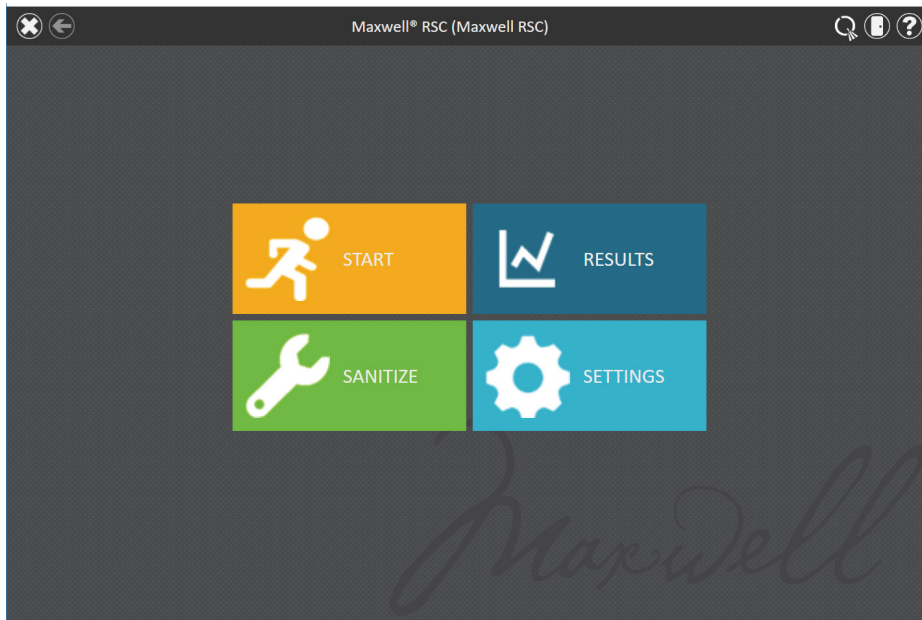 Maxwell® RSC (Maxwell RSC)
?
START
RESULTS
SANITIZE
SETTINGS
Maxwell